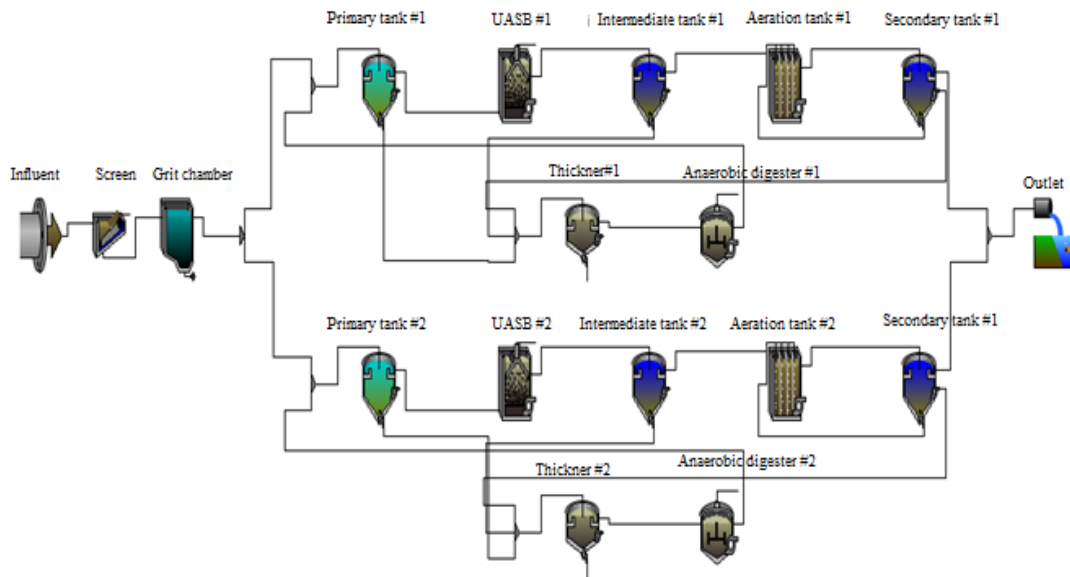 Primary tank #1
UASB #1
Intermediate tank #1
Aeration tank #1
Secondary tank #1
Influent
Screen
Grit chamber
Thickner#1
Anaerobic digester #1
Outlet
Primary tank #2
UASB #2
Intermediate tank #2
Aeration tank #2
Secondary tank #1
Thickner #2
Anaerobic digester #2